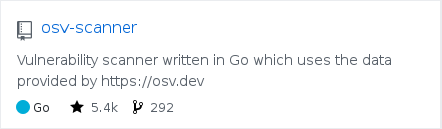 osv-scanner
Vulnerability scanner written in Go which uses the data
provided by https://osv.dev
Go 5.4k 292